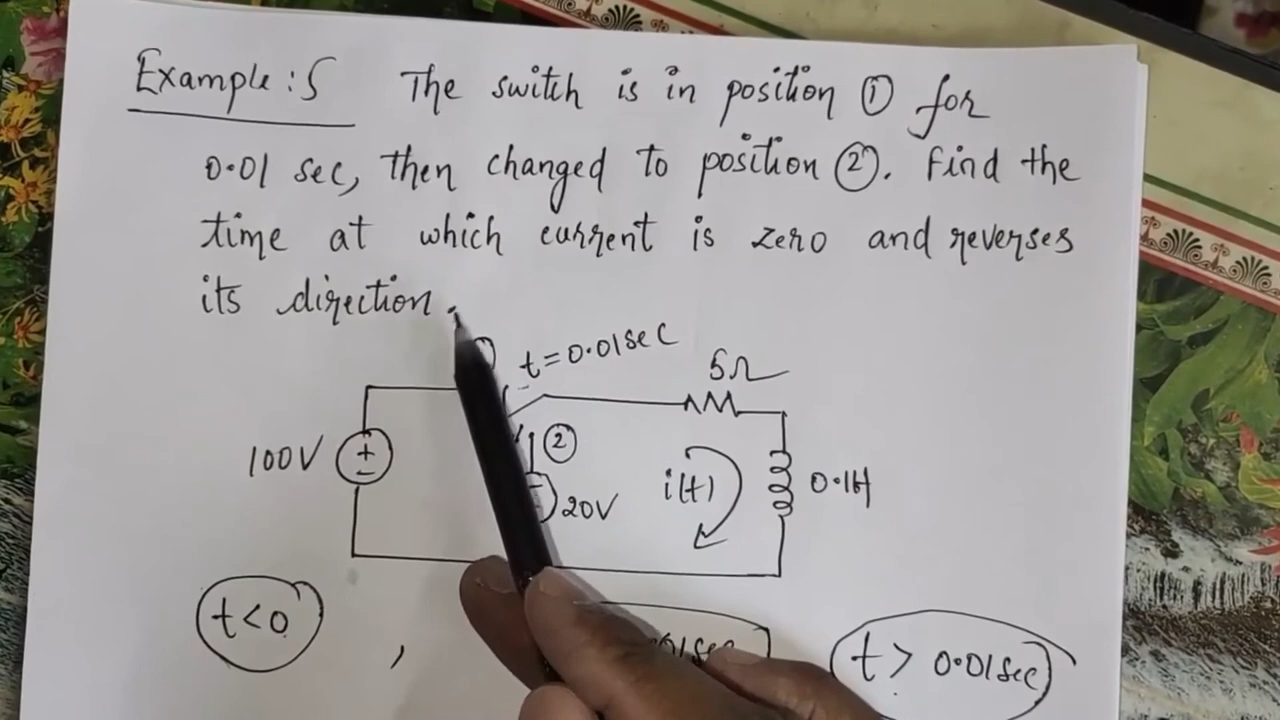 Example: 5 The switch is in position ① for
0.01 sec, then changed to position ②. Find the
time at which current is zero and reverses
its direction.
t=0.01sec
5Ω
100V
+
-
②
20V
i(t)
0.1H
t<0
,
t> 0.01sec